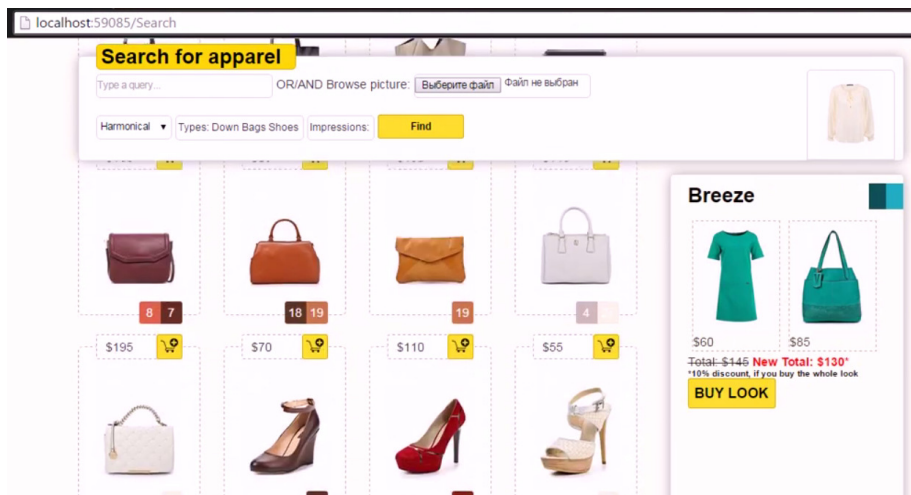 localhost:59085/Search
Search for apparel
Type a query...
OR/AND Browse picture:
Выберите файл
Файл не выбран
Harmonical
Types: Down Bags Shoes
Impressions:
Find
8 7
18 19
19
4
$195
$70
$110
$55
Breeze
$60
$85
Total: $145 New Total: $130*
*10% discount, if you buy the whole look
BUY LOOK